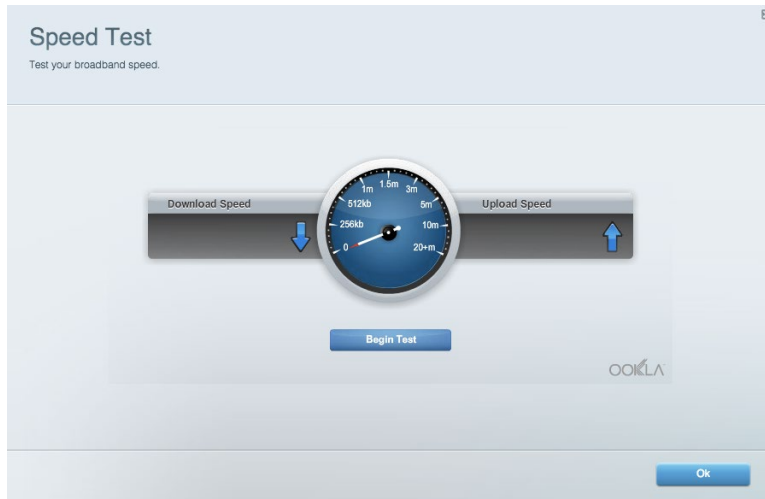 Speed Test
Test your broadband speed.
Download Speed
Upload Speed
0
256kb
512kb
1m
1.5m
3m
5m
10m
20+m
Begin Test
OOKLA
Ok